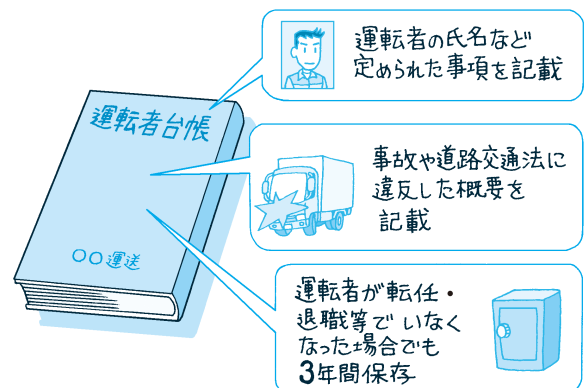 運転者台帳
〇〇運送
運転者の氏名など
定められた事項を記載
事故や道路交通法に
違反した概要を
記載
運転者が転任・
退職等でいなく
なった場合でも
3年間保存